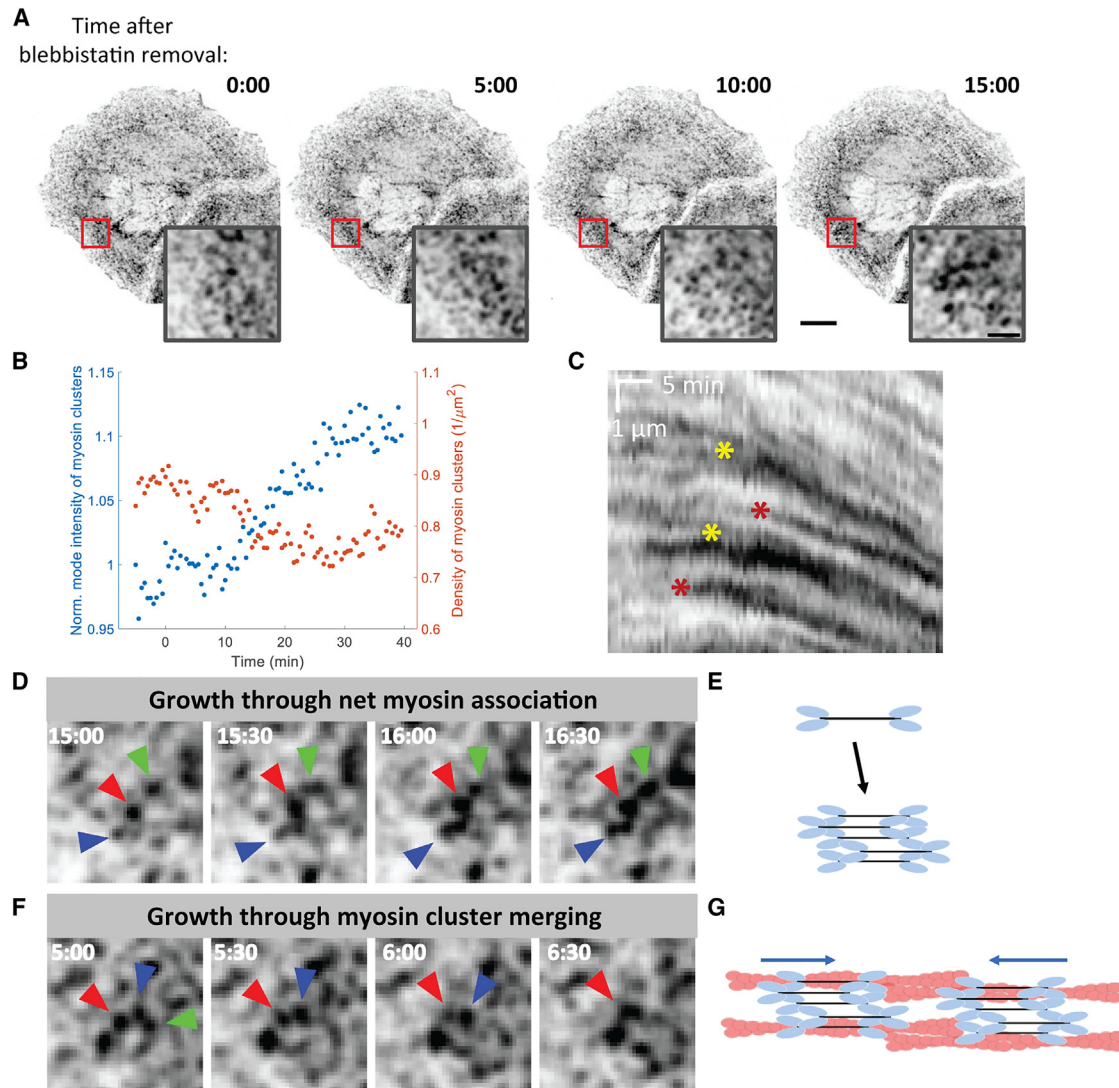 A
Time after
blebbistatin removal:
0:00
5:00
10:00
15:00
B
Norm. mode intensity of myosin clusters
1.15
1.1
1.05
1
0.95
0
10
20
30
40
Time (min)
1.1
1
0.9
0.8
0.7
0.6
Density of myosin clusters (1/μm²)
C
5 min
1 μm
*
*
*
*
D
Growth through net myosin association
15:00
15:30
16:00
16:30
E
F
Growth through myosin cluster merging
5:00
5:30
6:00
6:30
G